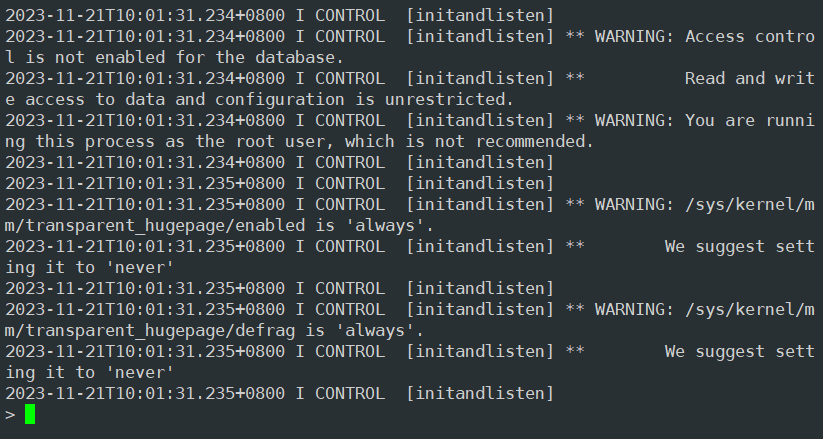 2023-11-21T10:01:31.234+0800 I CONTROL  [initandlisten]
2023-11-21T10:01:31.234+0800 I CONTROL  [initandlisten] ** WARNING: Access contro
l is not enabled for the database.
2023-11-21T10:01:31.234+0800 I CONTROL  [initandlisten] **          Read and writ
e access to data and configuration is unrestricted.
2023-11-21T10:01:31.234+0800 I CONTROL  [initandlisten] ** WARNING: You are runni
ng this process as the root user, which is not recommended.
2023-11-21T10:01:31.234+0800 I CONTROL  [initandlisten]
2023-11-21T10:01:31.235+0800 I CONTROL  [initandlisten]
2023-11-21T10:01:31.235+0800 I CONTROL  [initandlisten] ** WARNING: /sys/kernel/m
m/transparent_hugepage/enabled is 'always'.
2023-11-21T10:01:31.235+0800 I CONTROL  [initandlisten] **        We suggest sett
ing it to 'never'
2023-11-21T10:01:31.235+0800 I CONTROL  [initandlisten]
2023-11-21T10:01:31.235+0800 I CONTROL  [initandlisten] ** WARNING: /sys/kernel/m
m/transparent_hugepage/defrag is 'always'.
2023-11-21T10:01:31.235+0800 I CONTROL  [initandlisten] **        We suggest sett
ing it to 'never'
2023-11-21T10:01:31.235+0800 I CONTROL  [initandlisten]
>